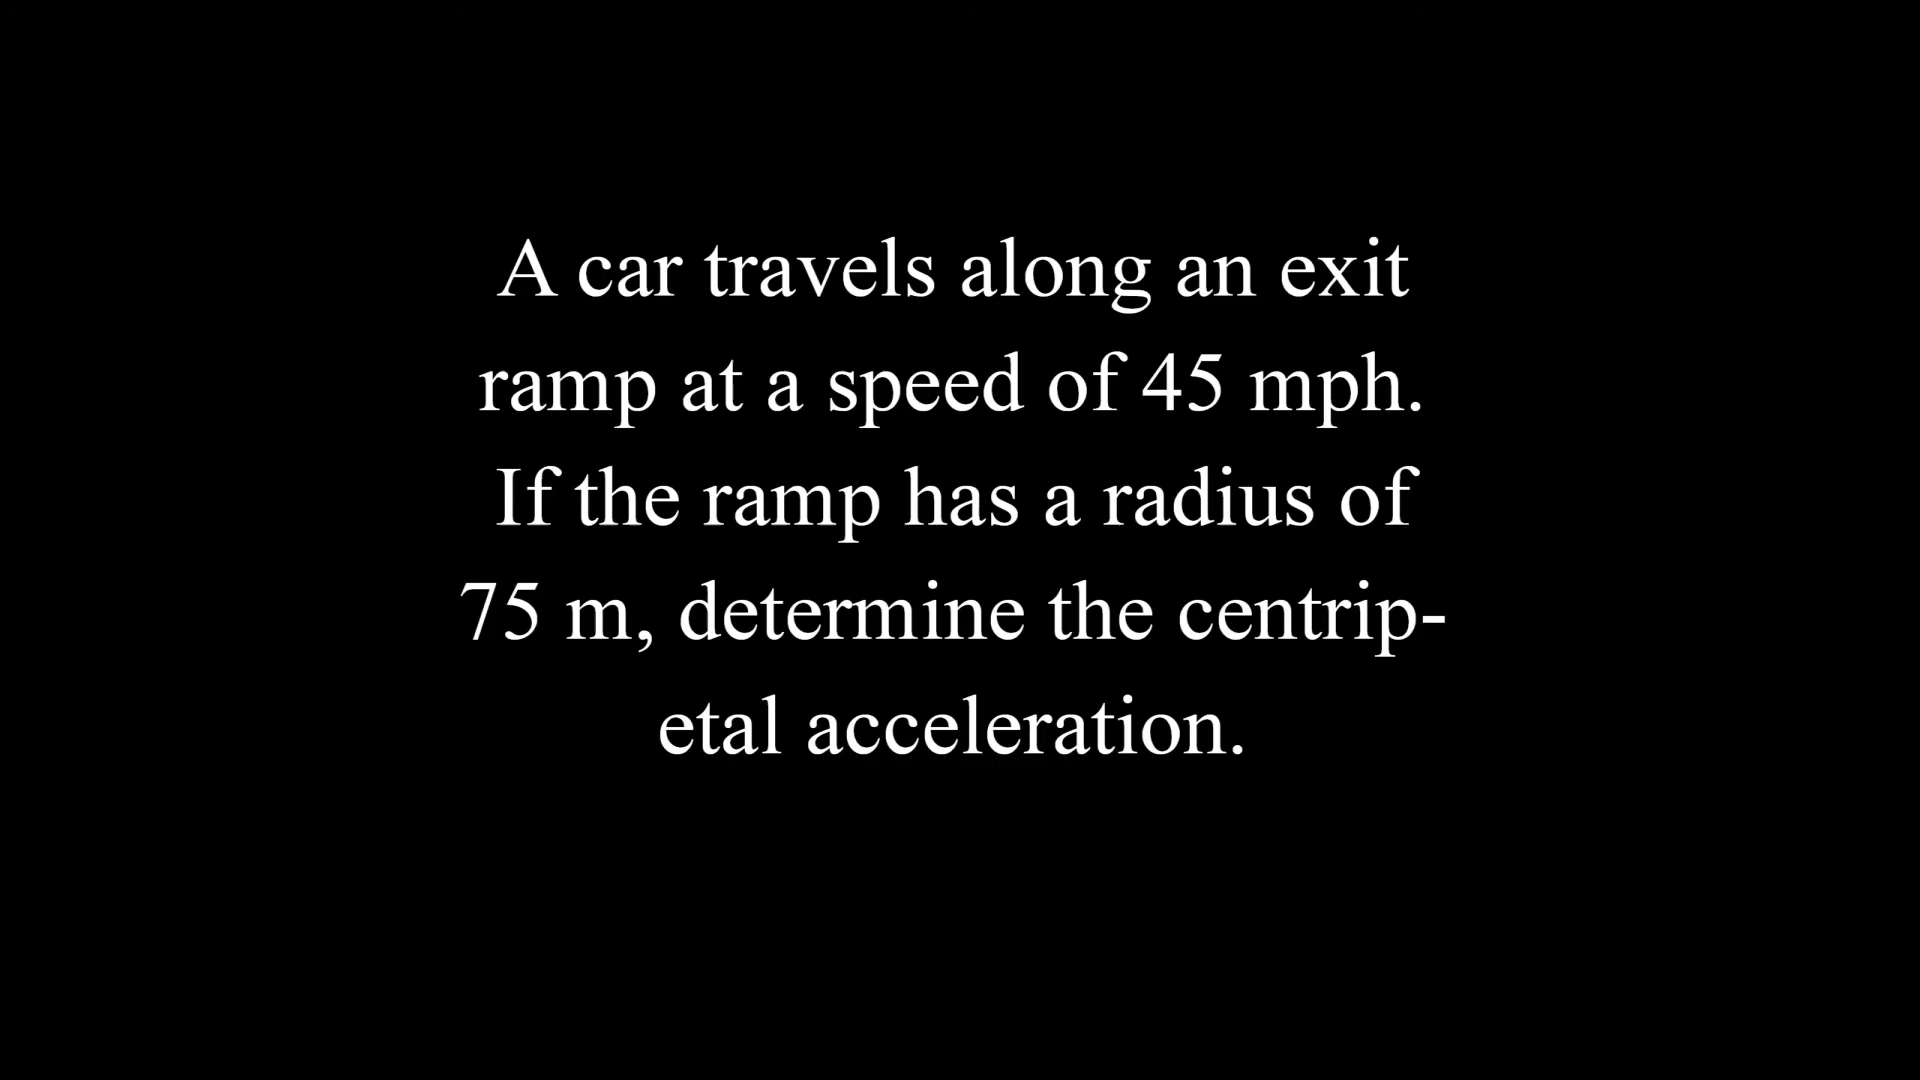 A car travels along an exit
ramp at a speed of 45 mph.
If the ramp has a radius of
75 m, determine the centrip-
etal acceleration.